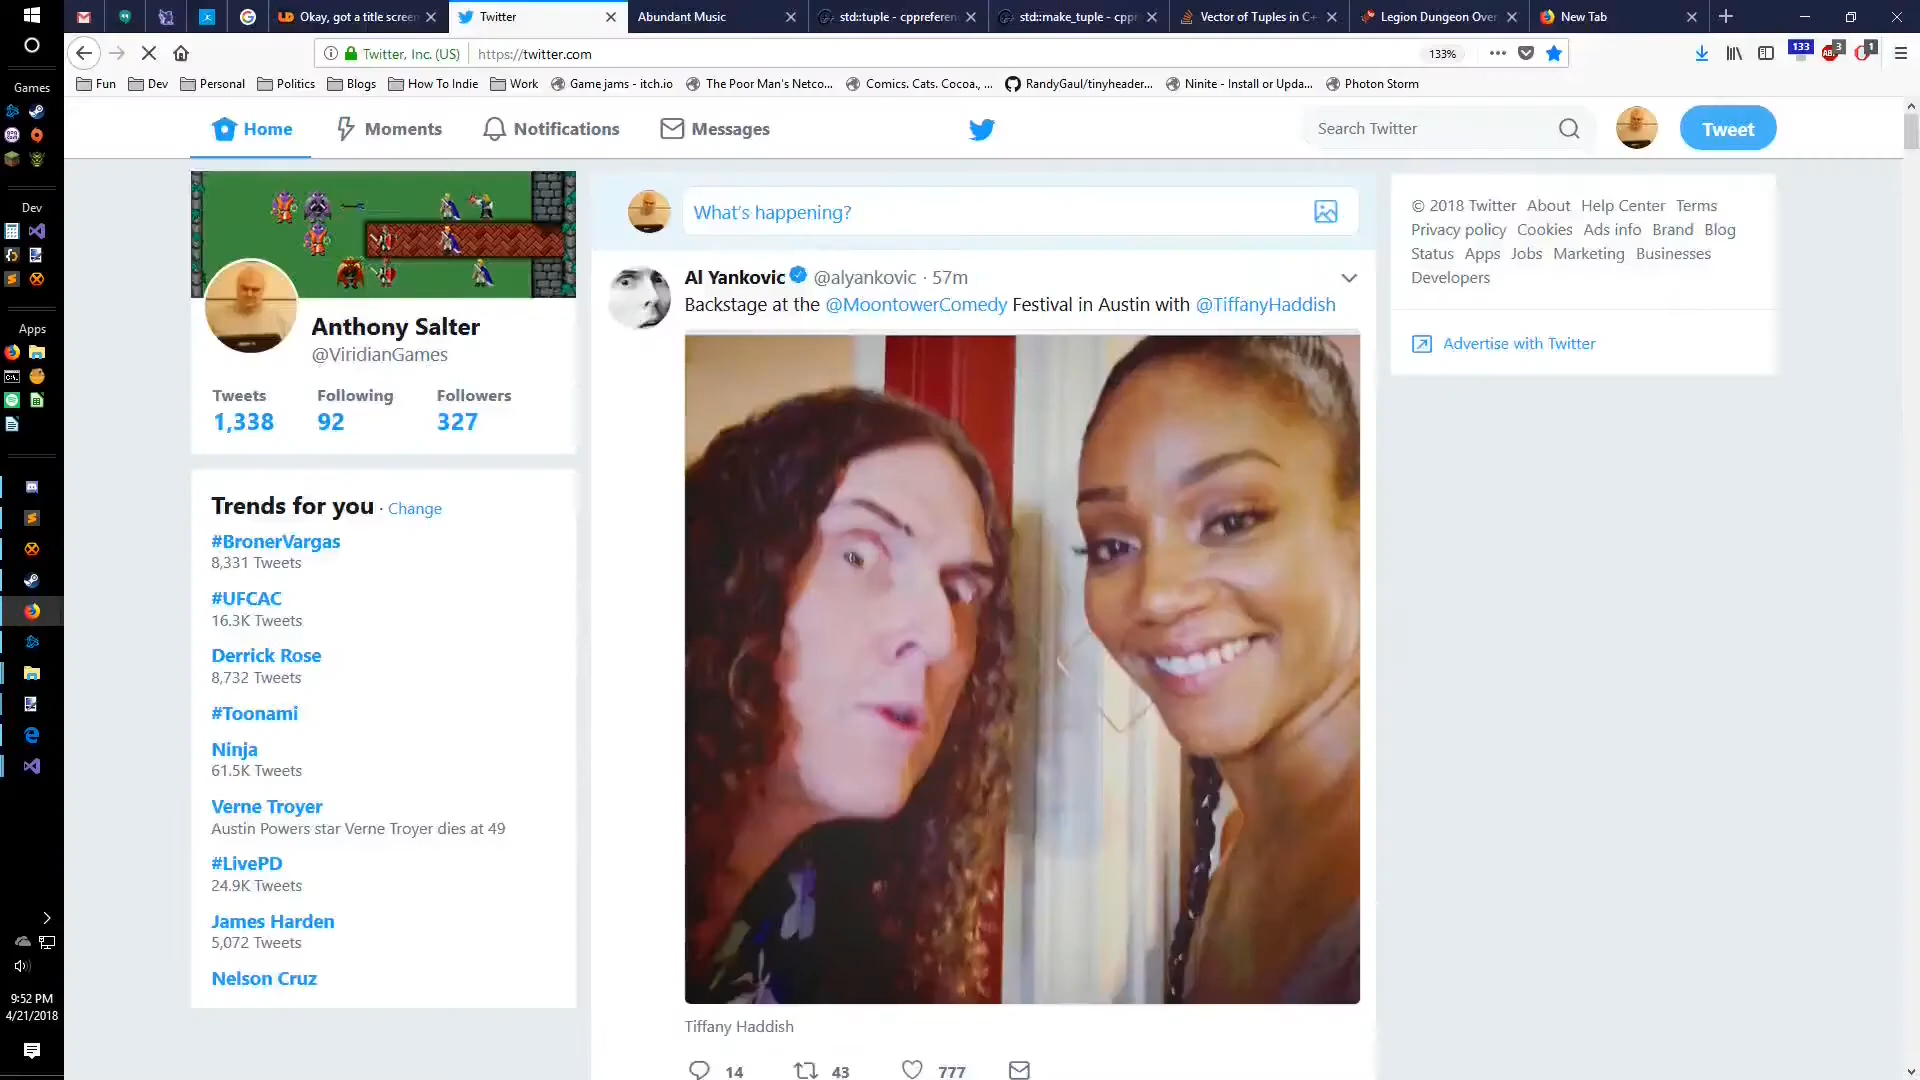 Okay, got a title screen
Twitter
Abundant Music
std::tuple - cppreferen
std::make_tuple - cppr
Vector of Tuples in C+
Legion Dungeon Over
New Tab
Twitter, Inc. (US)
https://twitter.com
133%
133
3
1
Fun
Dev
Personal
Politics
Blogs
How To Indie
Work
Game jams - itch.io
The Poor Man's Netco...
Comics. Cats. Cocoa., ...
RandyGaul/tinyheader...
Ninite - Install or Upda...
Photon Storm
Games
Dev
Apps
9:52 PM
4/21/2018
Home
Moments
Notifications
Messages
Search Twitter
Tweet
Anthony Salter
@ViridianGames
Tweets Following Followers
1,338 92 327
Trends for you · Change
#BronerVargas
8,331 Tweets
#UFCAC
16.3K Tweets
Derrick Rose
8,732 Tweets
#Toonami
Ninja
61.5K Tweets
Verne Troyer
Austin Powers star Verne Troyer dies at 49
#LivePD
24.9K Tweets
James Harden
5,072 Tweets
Nelson Cruz
What's happening?
Al Yankovic @alyankovic · 57m
Backstage at the @MoontowerComedy Festival in Austin with @TiffanyHaddish
Tiffany Haddish
14 43 777
© 2018 Twitter About Help Center Terms
Privacy policy Cookies Ads info Brand Blog
Status Apps Jobs Marketing Businesses
Developers
Advertise with Twitter